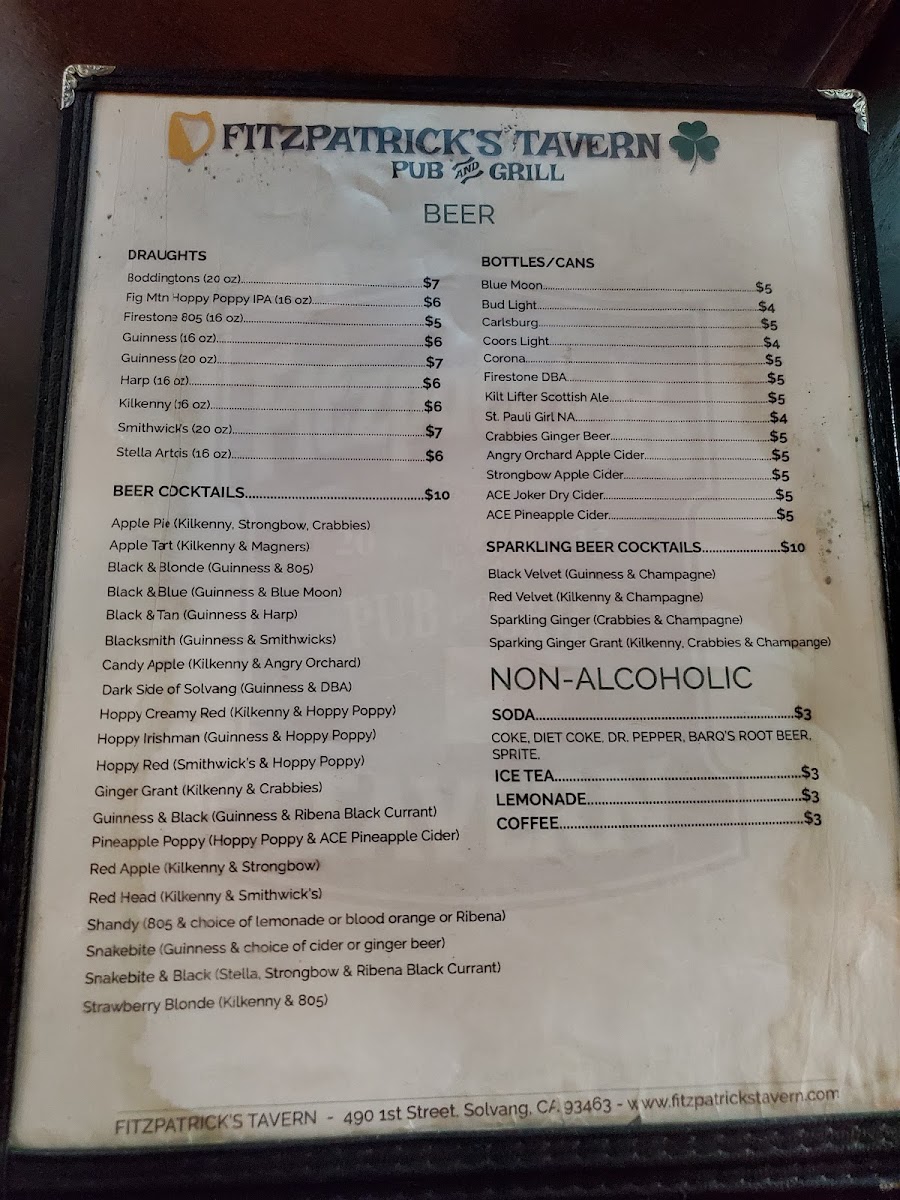 FITZPATRICK'S TAVERN
PUB AND GRILL
BEER
DRAUGHTS
Boddingtons (20 oz)........$7
Fig Mtn Hoppy Poppy IPA (16 oz)........$6
Firestone 805 (16 oz)........$5
Guinness (16 oz)........$6
Guinness (20 oz)........$7
Harp (16 oz)........$6
Kilkenny (16 oz)........$6
Smithwick's (20 oz)........$7
Stella Artois (16 oz)........$6
BEER COCKTAILS........$10
Apple Pie (Kilkenny, Strongbow, Crabbies)
Apple Tart (Kilkenny & Magners)
Black & Blonde (Guinness & 805)
Black & Blue (Guinness & Blue Moon)
Black & Tan (Guinness & Harp)
Blacksmith (Guinness & Smithwicks)
Candy Apple (Kilkenny & Angry Orchard)
Dark Side of Solvang (Guinness & DBA)
Hoppy Creamy Red (Kilkenny & Hoppy Poppy)
Hoppy Irishman (Guinness & Hoppy Poppy)
Hoppy Red (Smithwick's & Hoppy Poppy)
Ginger Grant (Kilkenny & Crabbies)
Guinness & Black (Guinness & Ribena Black Currant)
Pineapple Poppy (Hoppy Poppy & ACE Pineapple Cider)
Red Apple (Kilkenny & Strongbow)
Red Head (Kilkenny & Smithwick's)
Shandy (805 & choice of lemonade or blood orange or Ribena)
Snakebite (Guinness & choice of cider or ginger beer)
Snakebite & Black (Stella, Strongbow & Ribena Black Currant)
Strawberry Blonde (Kilkenny & 805)
BOTTLES/CANS
Blue Moon........$5
Bud Light........$4
Carlsburg........$5
Coors Light........$4
Corona........$5
Firestone DBA........$5
Kilt Lifter Scottish Ale........$5
St. Pauli Girl NA........$4
Crabbies Ginger Beer........$5
Angry Orchard Apple Cider........$5
Strongbow Apple Cider........$5
ACE Joker Dry Cider........$5
ACE Pineapple Cider........$5
SPARKLING BEER COCKTAILS........$10
Black Velvet (Guinness & Champagne)
Red Velvet (Kilkenny & Champagne)
Sparkling Ginger (Crabbies & Champagne)
Sparking Ginger Grant (Kilkenny, Crabbies & Champange)
NON-ALCOHOLIC
SODA........$3
COKE, DIET COKE, DR. PEPPER, BARQ'S ROOT BEER,
SPRITE.
ICE TEA........$3
LEMONADE........$3
COFFEE........$3
FITZPATRICK'S TAVERN - 490 1st Street, Solvang, CA 93463 - www.fitzpatrickstavern.com